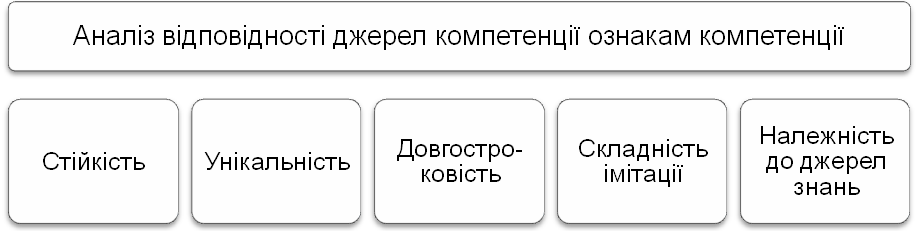 Аналіз відповідності джерел компетенції ознакам компетенції
Стійкість
Унікальність
Довгостро-
ковість
Складність
імітації
Належність
до джерел
знань